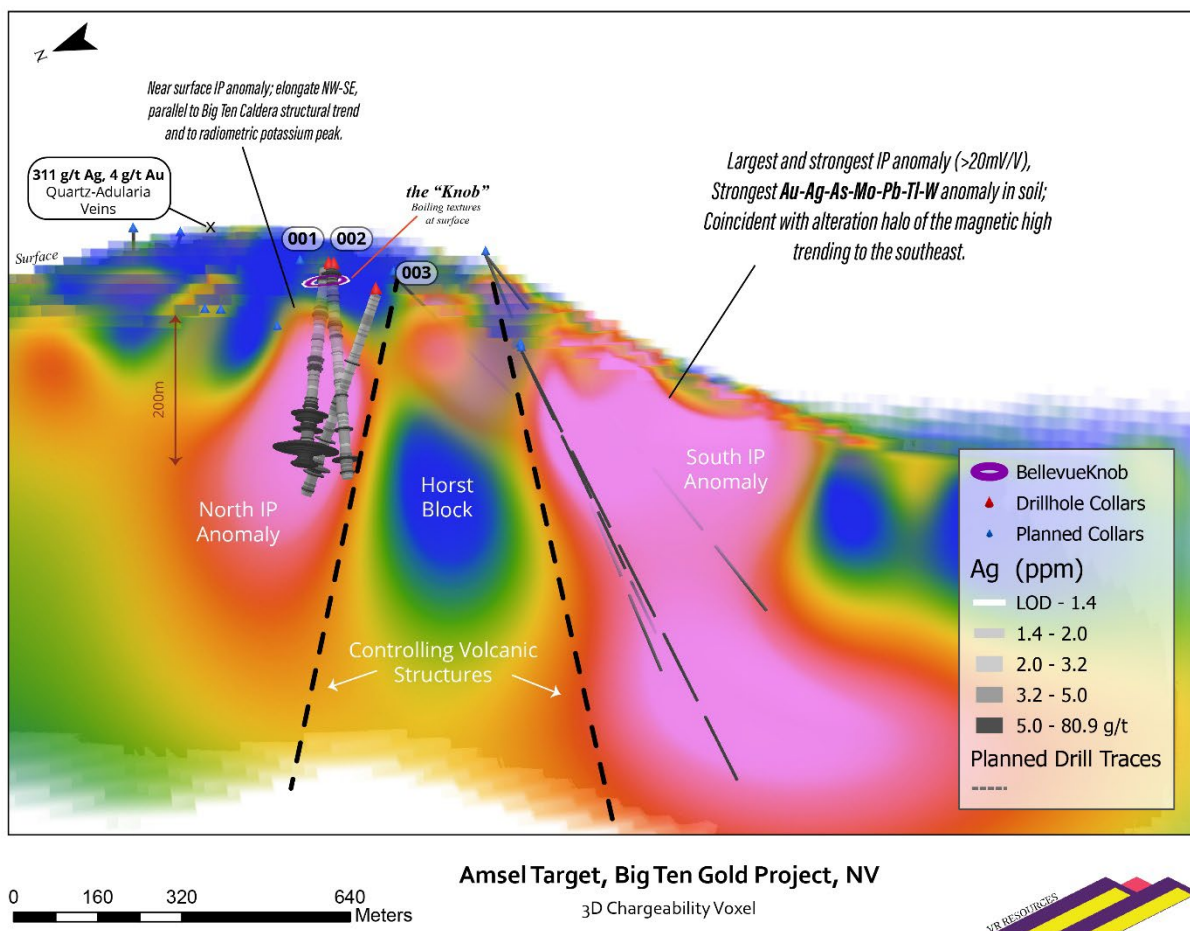 N
Near surface IP anomaly; elongate NW-SE,
parallel to Big Ten Caldera structural trend
and to radiometric potassium peak.
311 g/t Ag, 4 g/t Au
Quartz-Adularia
Veins
X
the “Knob”
Boiling textures
at surface
Largest and strongest IP anomaly (>20mV/V),
Strongest Au-Ag-As-Mo-Pb-Tl-W anomaly in soil;
Coincident with alteration halo of the magnetic high
trending to the southeast.
Surface
001
002
003
200m
North IP
Anomaly
Horst
Block
South IP
Anomaly
Controlling Volcanic
Structures
BellevueKnob
Drillhole Collars
Planned Collars
Ag (ppm)
LOD - 1.4
1.4 - 2.0
2.0 - 3.2
3.2 - 5.0
5.0 - 80.9 g/t
Planned Drill Traces
Amsel Target, Big Ten Gold Project, NV
3D Chargeability Voxel
0 160 320 640
Meters
VR RESOURCES